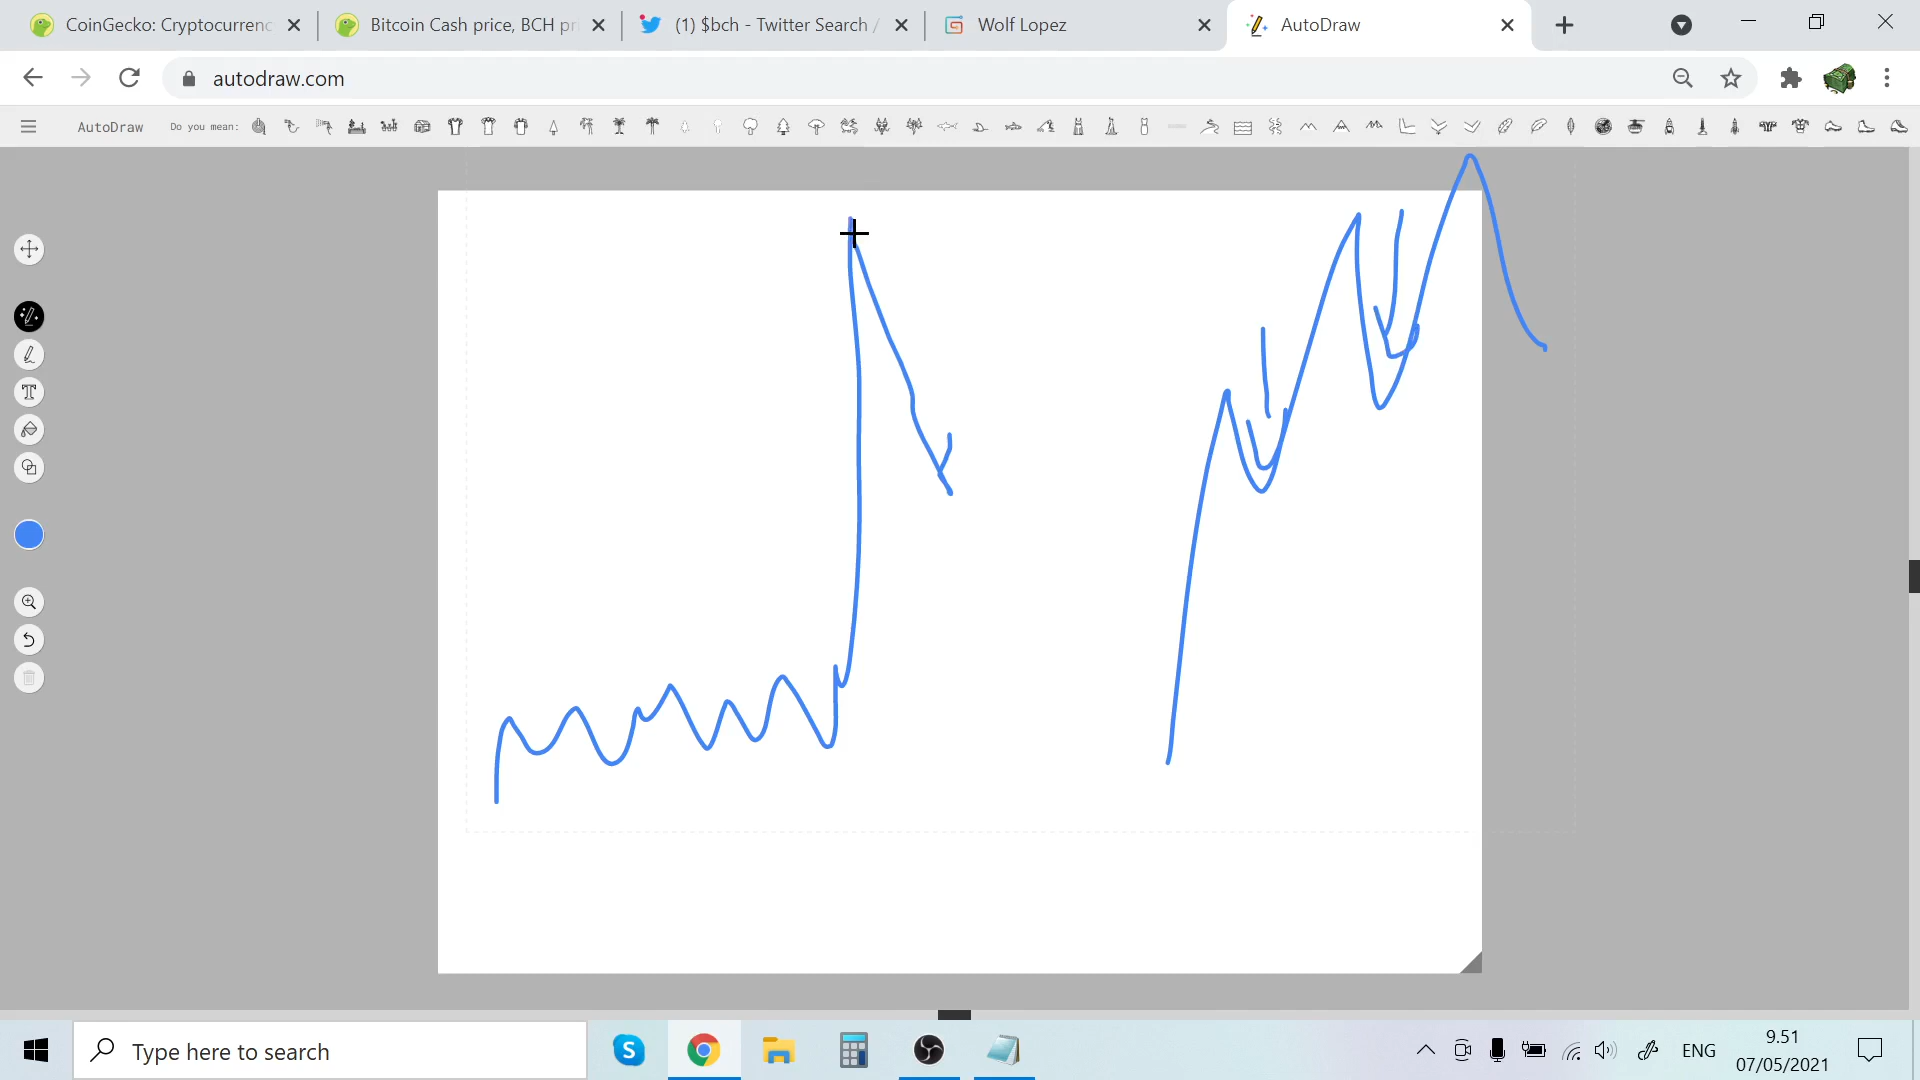 CoinGecko: Cryptocurrenc
Bitcoin Cash price, BCH pri
(1) $bch - Twitter Search /
Wolf Lopez
AutoDraw
autodraw.com
AutoDraw
Do you mean:
T
S
Type here to search
ENG
9.51
07/05/2021